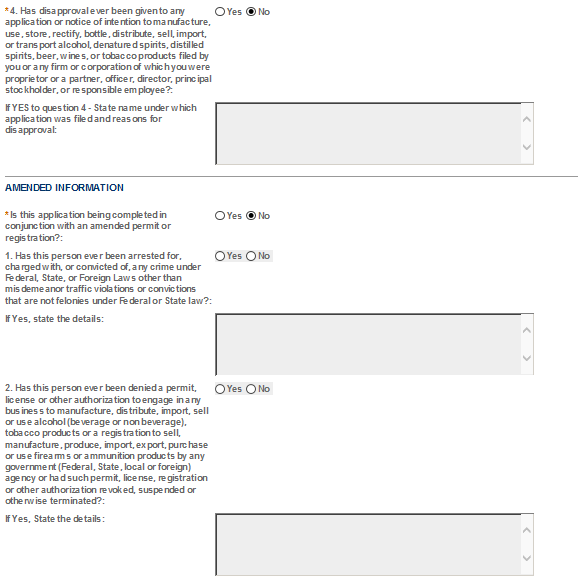 *4. Has disapproval ever been given to any
Yes No
application or notice of intention to manufacture,
use, store, rectify, bottle, distribute, sell, import,
or transport alcohol, denatured spirits, distilled
spirits, beer, wines, or tobacco products filed by
you or any firm or corporation of which you were
proprietor or a partner, officer, director, principal
stockholder, or responsible employee?:
If YES to question 4 - State name under which
application was filed and reasons for
disapproval:
AMENDED INFORMATION
*Is this application being completed in
Yes No
conjunction with an amended permit or
registration?:
1. Has this person ever been arrested for,
Yes No
charged with, or convicted of, any crime under
Federal, State, or Foreign Laws other than
misdemeanor traffic violations or convictions
that are not felonies under Federal or State law?:
If Yes, state the details:
2. Has this person ever been denied a permit,
Yes No
license or other authorization to engage in any
business to manufacture, distribute, import, sell
or use alcohol (beverage or non beverage),
tobacco products or a registration to sell,
manufacture, produce, import, export, purchase
or use firearms or ammunition products by any
government (Federal, State, local or foreign)
agency or had such permit, license, registration
or other authorization revoked, suspended or
otherwise terminated?:
If Yes, State the details: